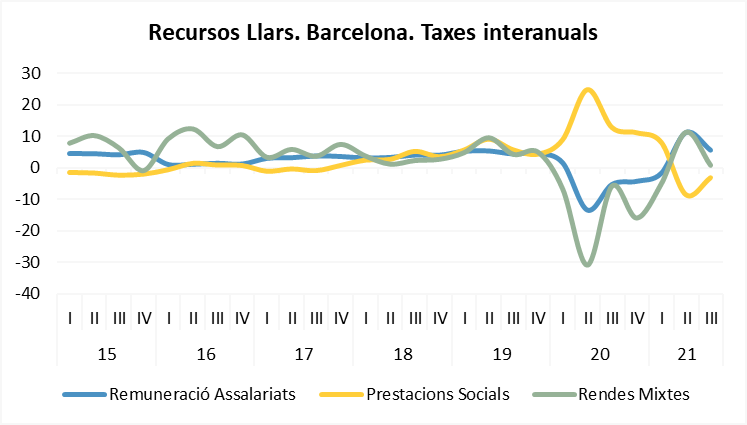 Recursos Llars. Barcelona. Taxes interanuals
30
20
10
0
-10
-20
-30
-40
I II III IV I II III IV I II III IV I II III IV I II III IV I II III IV I II III
15 16 17 18 19 20 21
Remuneració Assalariats Prestacions Socials Rendes Mixtes